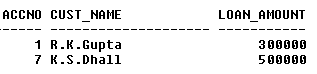 ACCNO CUST_NAME LOAN_AMOUNT
------ -------------------- -----------
1 R.K.Gupta 300000
7 K.S.Dhall 500000